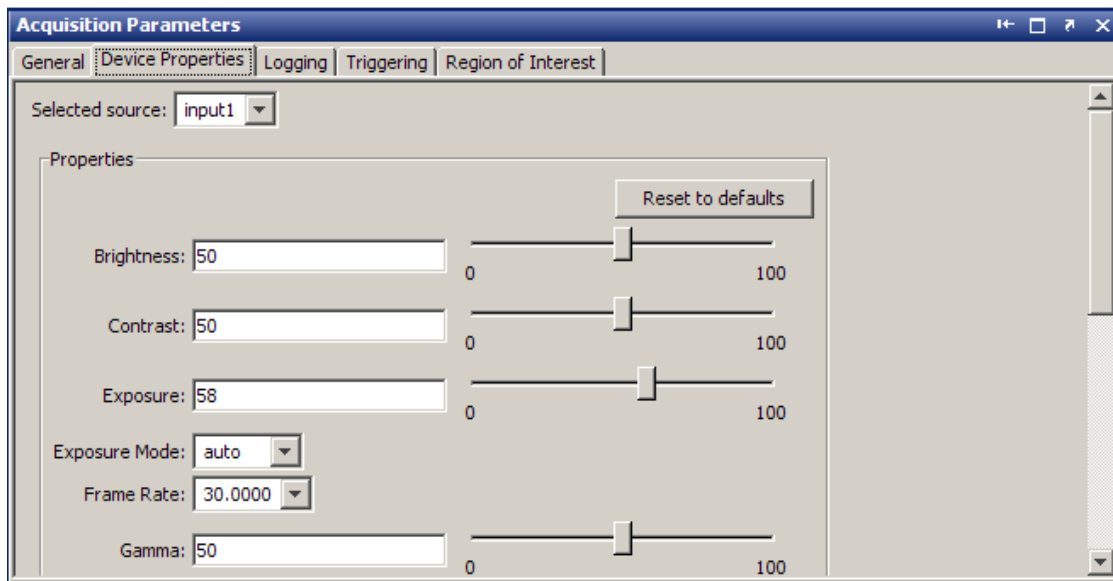 Acquisition Parameters
General Device Properties Logging Triggering Region of Interest
Selected source: input1
Properties
Reset to defaults
Brightness: 50
0 100
Contrast: 50
0 100
Exposure: 58
0 100
Exposure Mode: auto
Frame Rate: 30.0000
Gamma: 50
0 100